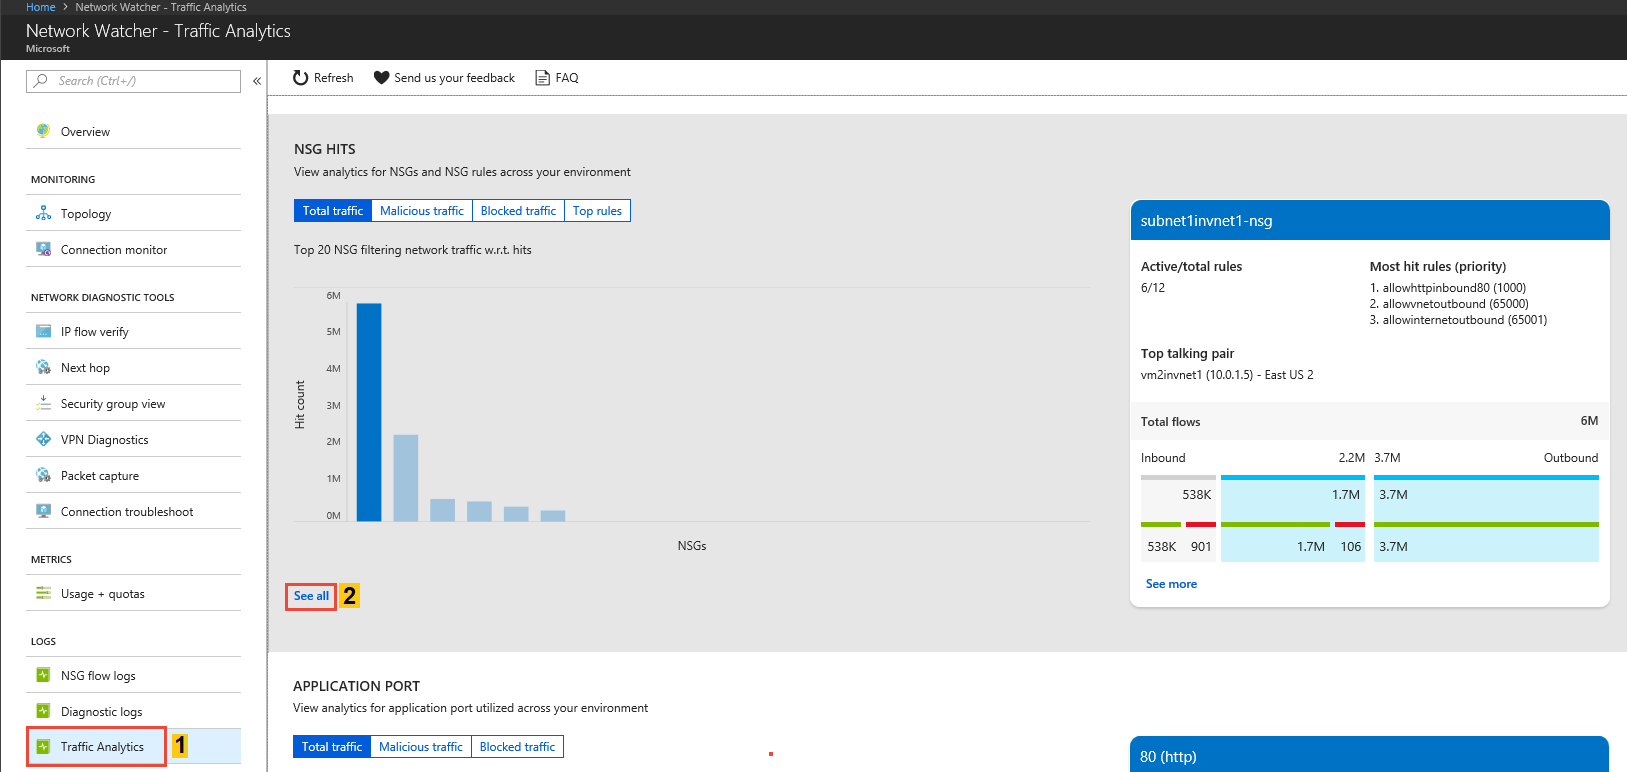 Home > Network Watcher - Traffic Analytics
Network Watcher - Traffic Analytics
Microsoft
Search (Ctrl+/)
«
Overview
MONITORING
Topology
Connection monitor
NETWORK DIAGNOSTIC TOOLS
IP flow verify
Next hop
Security group view
VPN Diagnostics
Packet capture
Connection troubleshoot
METRICS
Usage + quotas
LOGS
NSG flow logs
Diagnostic logs
Traffic Analytics 1
Refresh Send us your feedback FAQ
NSG HITS
View analytics for NSGs and NSG rules across your environment
Total traffic Malicious traffic Blocked traffic Top rules
Top 20 NSG filtering network traffic w.r.t. hits
Hit count
6M
5M
4M
3M
2M
1M
0M
NSGs
See all 2
subnet1invnet1-nsg
Active/total rules
6/12
Most hit rules (priority)
1. allowhttpinbound80 (1000)
2. allowvnetoutbound (65000)
3. allowinternetoutbound (65001)
Top talking pair
vm2invnet1 (10.0.1.5) - East US 2
Total flows 6M
Inbound 2.2M 3.7M Outbound
538K 1.7M 3.7M
538K 901 1.7M 106 3.7M
See more
APPLICATION PORT
View analytics for application port utilized across your environment
Total traffic Malicious traffic Blocked traffic
80 (http)